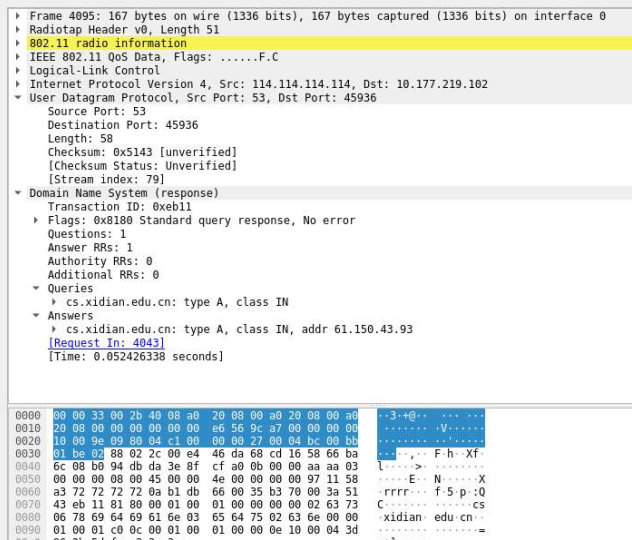 Frame 4095: 167 bytes on wire (1336 bits), 167 bytes captured (1336 bits) on interface 0
Radiotap Header v0, Length 51
802.11 radio information
IEEE 802.11 QoS Data, Flags: ......F.C
Logical-Link Control
Internet Protocol Version 4, Src: 114.114.114.114, Dst: 10.177.219.102
User Datagram Protocol, Src Port: 53, Dst Port: 45936
Source Port: 53
Destination Port: 45936
Length: 58
Checksum: 0x5143 [unverified]
[Checksum Status: Unverified]
[Stream index: 79]
Domain Name System (response)
Transaction ID: 0xeb11
Flags: 0x8180 Standard query response, No error
Questions: 1
Answer RRs: 1
Authority RRs: 0
Additional RRs: 0
Queries
cs.xidian.edu.cn: type A, class IN
Answers
cs.xidian.edu.cn: type A, class IN, addr 61.150.43.93
[Request In: 4043]
[Time: 0.052426338 seconds]
0000 00 00 33 00 2b 40 08 a0 20 08 00 a0 20 08 00 a0 ··3·+@·· ··· ···
0010 20 08 00 00 00 00 00 00 e6 56 9c a7 00 00 00 00 ······· ·V······
0020 10 00 9e 09 80 04 c1 00 00 00 27 00 04 bc 00 bb ········ ··'·····
0030 01 be 02 88 02 2c 00 e4 46 da 68 cd 16 58 66 ba ·····,·· F·h··Xf·
0040 6c 08 b0 94 db da 3e 8f cf a0 0b 00 00 aa aa 03 l·····>· ········
0050 00 00 00 08 00 45 00 00 4e 00 00 00 00 97 11 58 ·····E·· N······X
0060 a3 72 72 72 72 0a b1 db 66 00 35 b3 70 00 3a 51 ·rrrr··· f·5·p·:Q
0070 43 eb 11 81 80 00 01 00 01 00 00 00 00 02 63 73 C······· ······cs
0080 06 78 69 64 69 61 6e 03 65 64 75 02 63 6e 00 00 ·xidian· edu·cn··
0090 01 00 01 c0 0c 00 01 00 01 00 00 0e 10 00 04 3d ········ ·······=